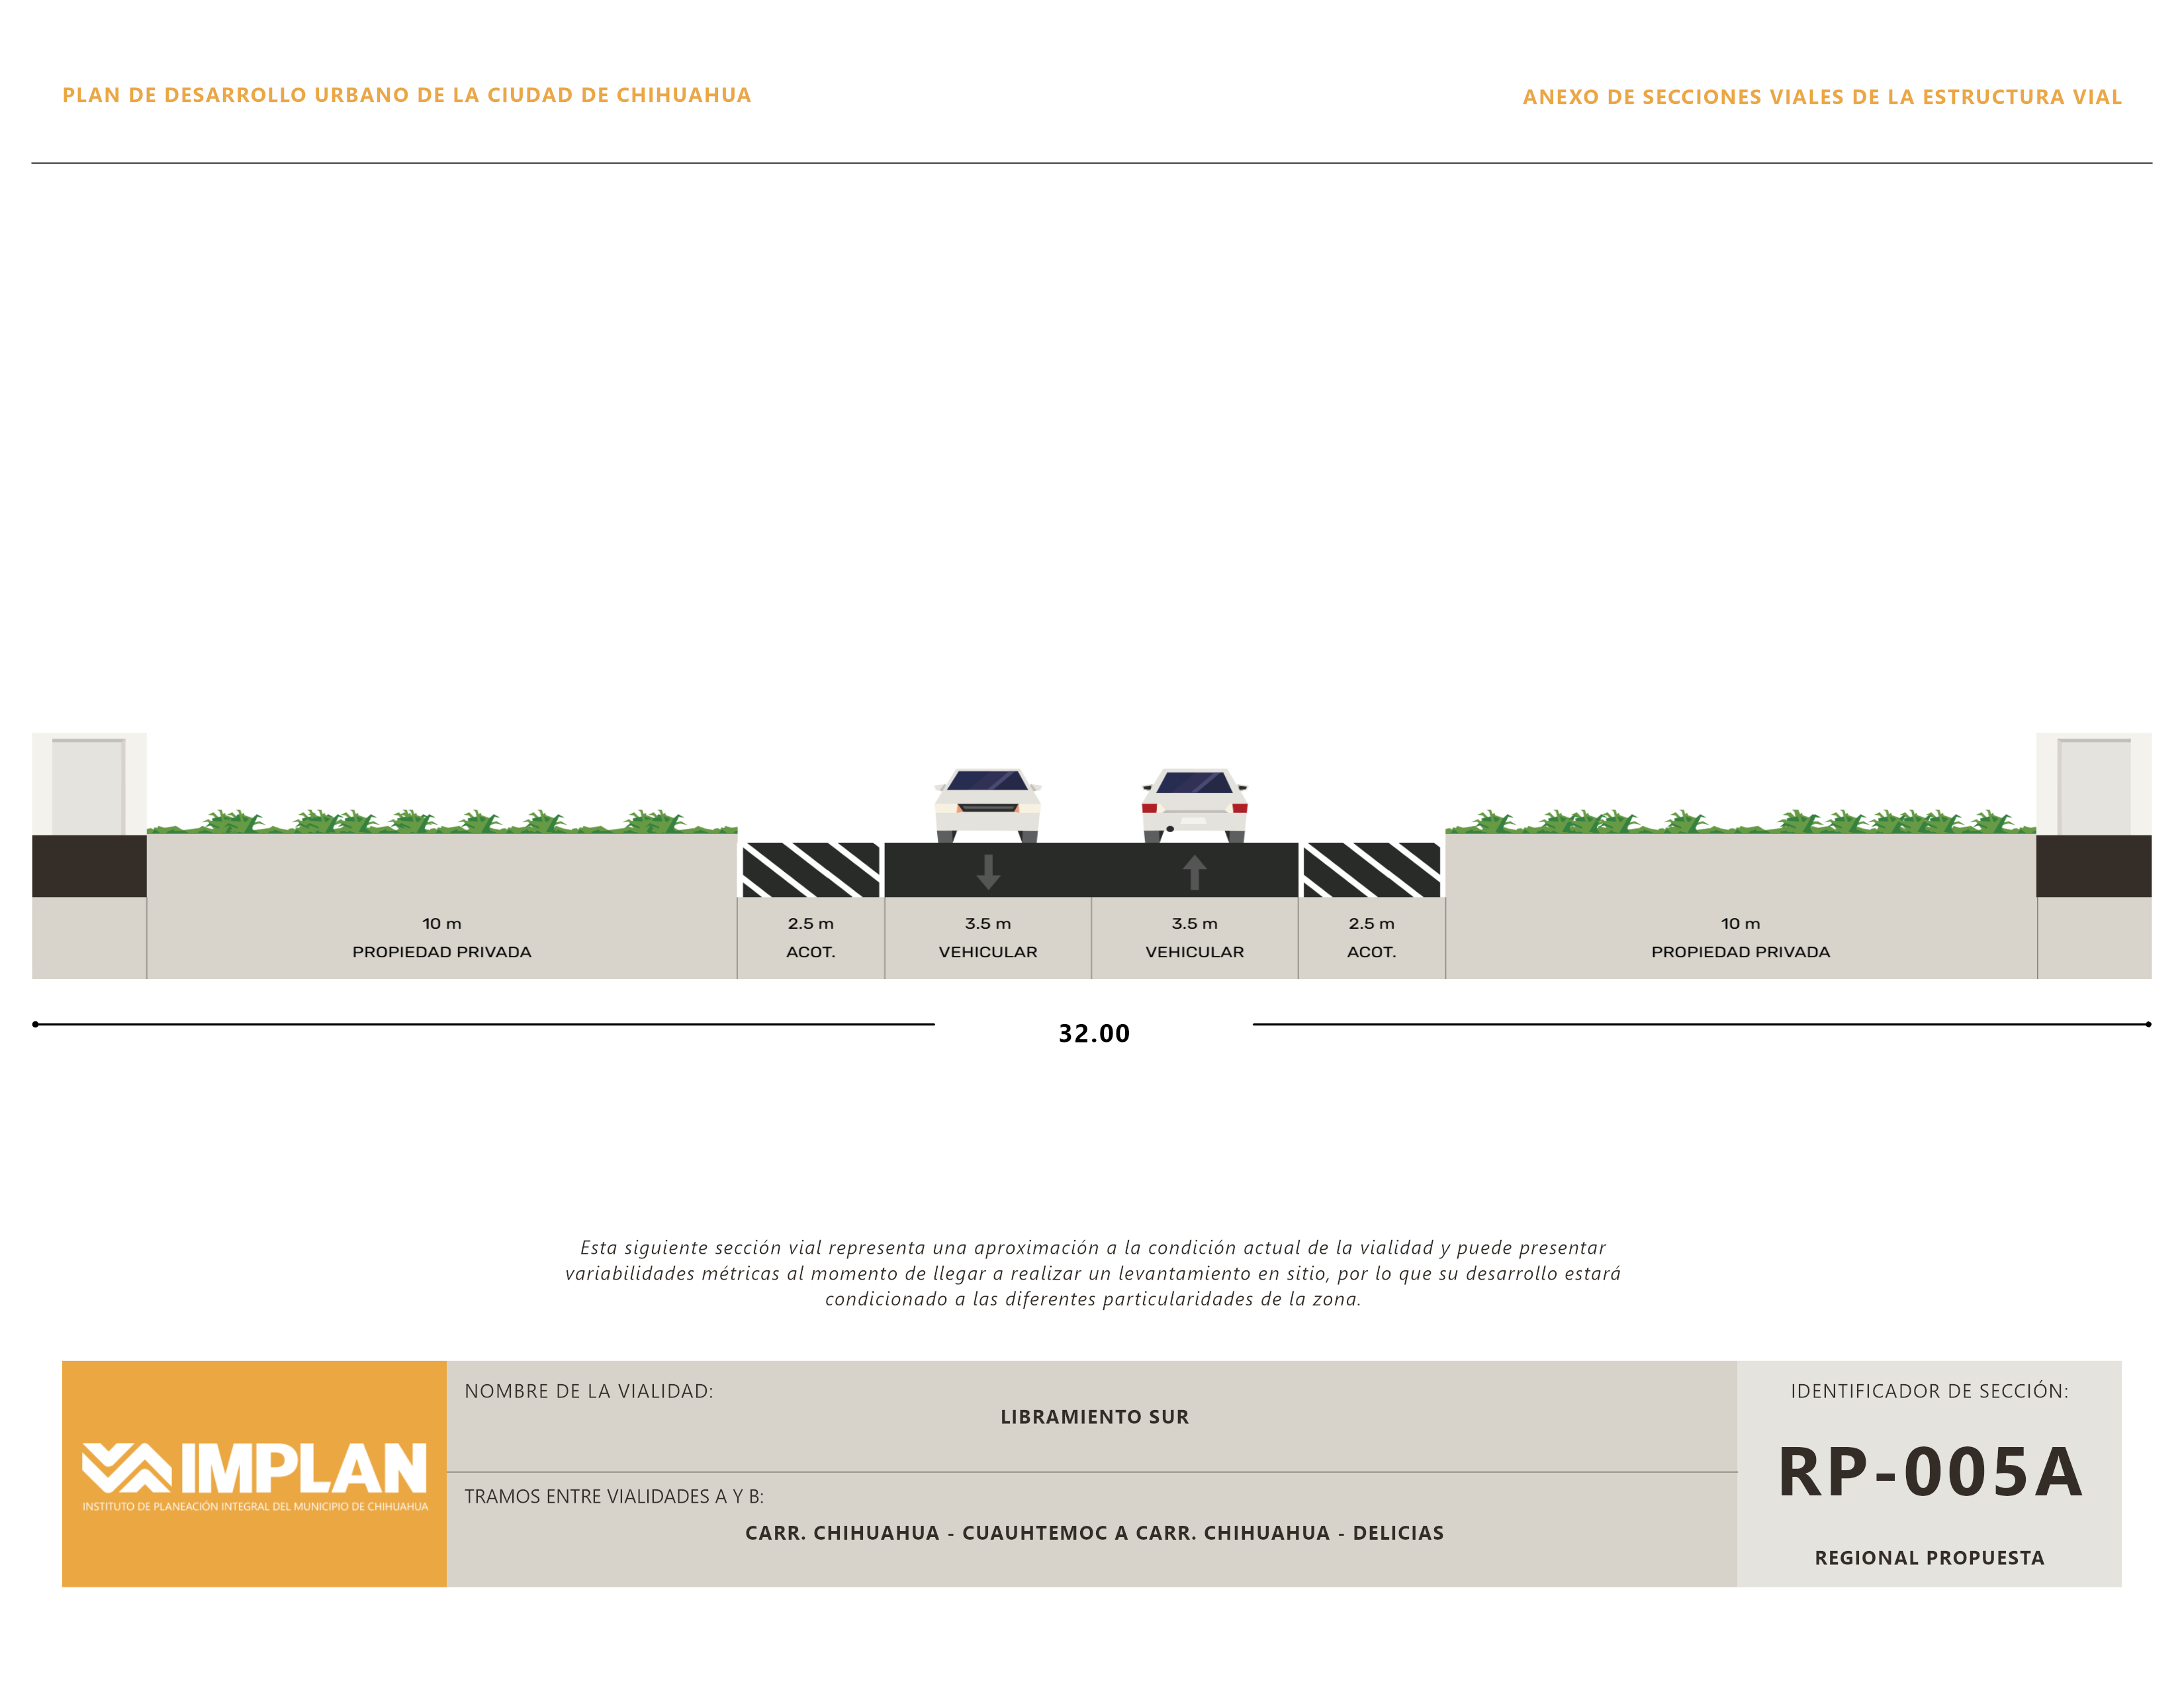 PLAN DE DESARROLLO URBANO DE LA CIUDAD DE CHIHUAHUA
ANEXO DE SECCIONES VIALES DE LA ESTRUCTURA VIAL
10 m
PROPIEDAD PRIVADA
2.5 m
ACOT.
3.5 m
VEHICULAR
3.5 m
VEHICULAR
2.5 m
ACOT.
10 m
PROPIEDAD PRIVADA
32.00
Esta siguiente sección vial representa una aproximación a la condición actual de la vialidad y puede presentar
variabilidades métricas al momento de llegar a realizar un levantamiento en sitio, por lo que su desarrollo estará
condicionado a las diferentes particularidades de la zona.
IMPLAN
INSTITUTO DE PLANEACIÓN INTEGRAL DEL MUNICIPIO DE CHIHUAHUA
NOMBRE DE LA VIALIDAD:
LIBRAMIENTO SUR
TRAMOS ENTRE VIALIDADES A Y B:
CARR. CHIHUAHUA - CUAUHTEMOC A CARR. CHIHUAHUA - DELICIAS
IDENTIFICADOR DE SECCIÓN:
RP-005A
REGIONAL PROPUESTA